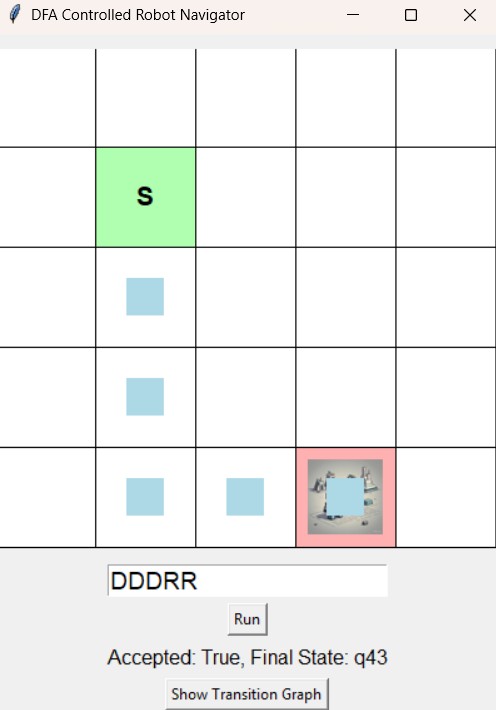 DFA Controlled Robot Navigator
S
DDDRR
Run
Accepted: True, Final State: q43
Show Transition Graph